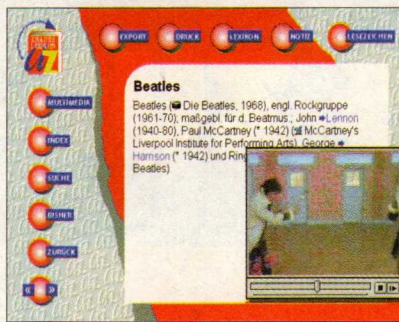 EXPORT
DRUCK
LEXIKON
NOTIZ
LESEZEICHEN
MULTIMEDIA
INDEX
SUCHE
BISHER
ZURÜCK
Beatles
Beatles (Die Beatles, 1968), engl. Rockgruppe
(1961-70); maßgebl. für d. Beatmus.; John Lennon
(1940-80), Paul McCartney (* 1942) (McCartney's
Liverpool Institute for Performing Arts), George
Harrison (* 1942) und Ring
Beatles)